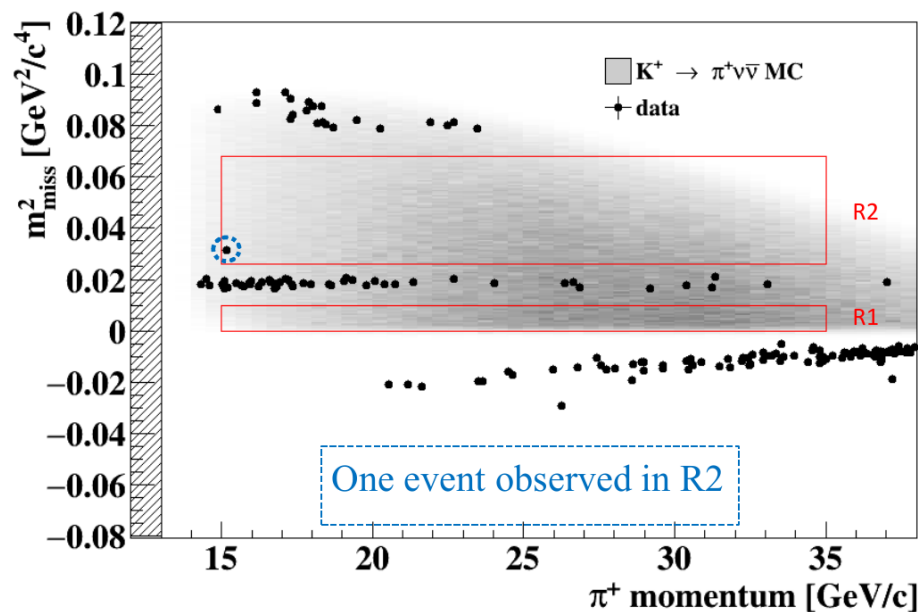 0.12
0.1
0.08
0.06
0.04
0.02
0
−0.02
−0.04
−0.06
−0.08
m²miss [GeV²/c⁴]
K⁺ → π⁺νν̅ MC
data
R2
R1
One event observed in R2
15 20 25 30 35
π⁺ momentum [GeV/c]